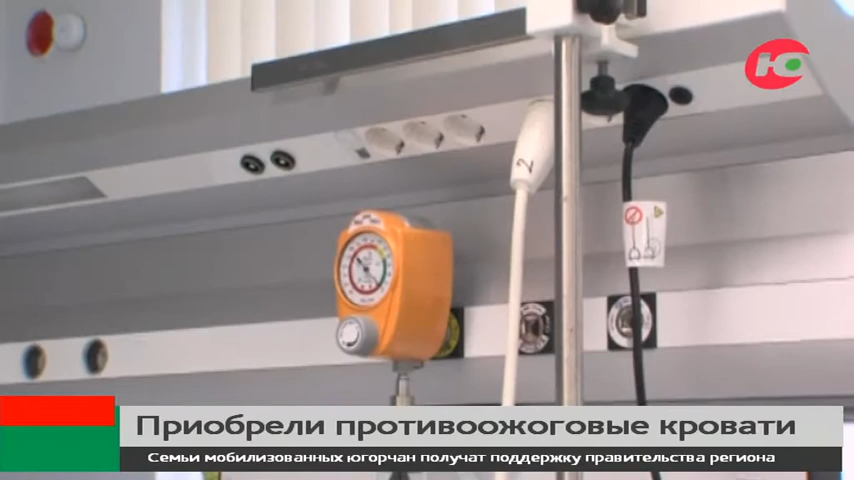 Ю
2
Приобрели противоожоговые кровати
Семьи мобилизованных югорчан получат поддержку правительства региона